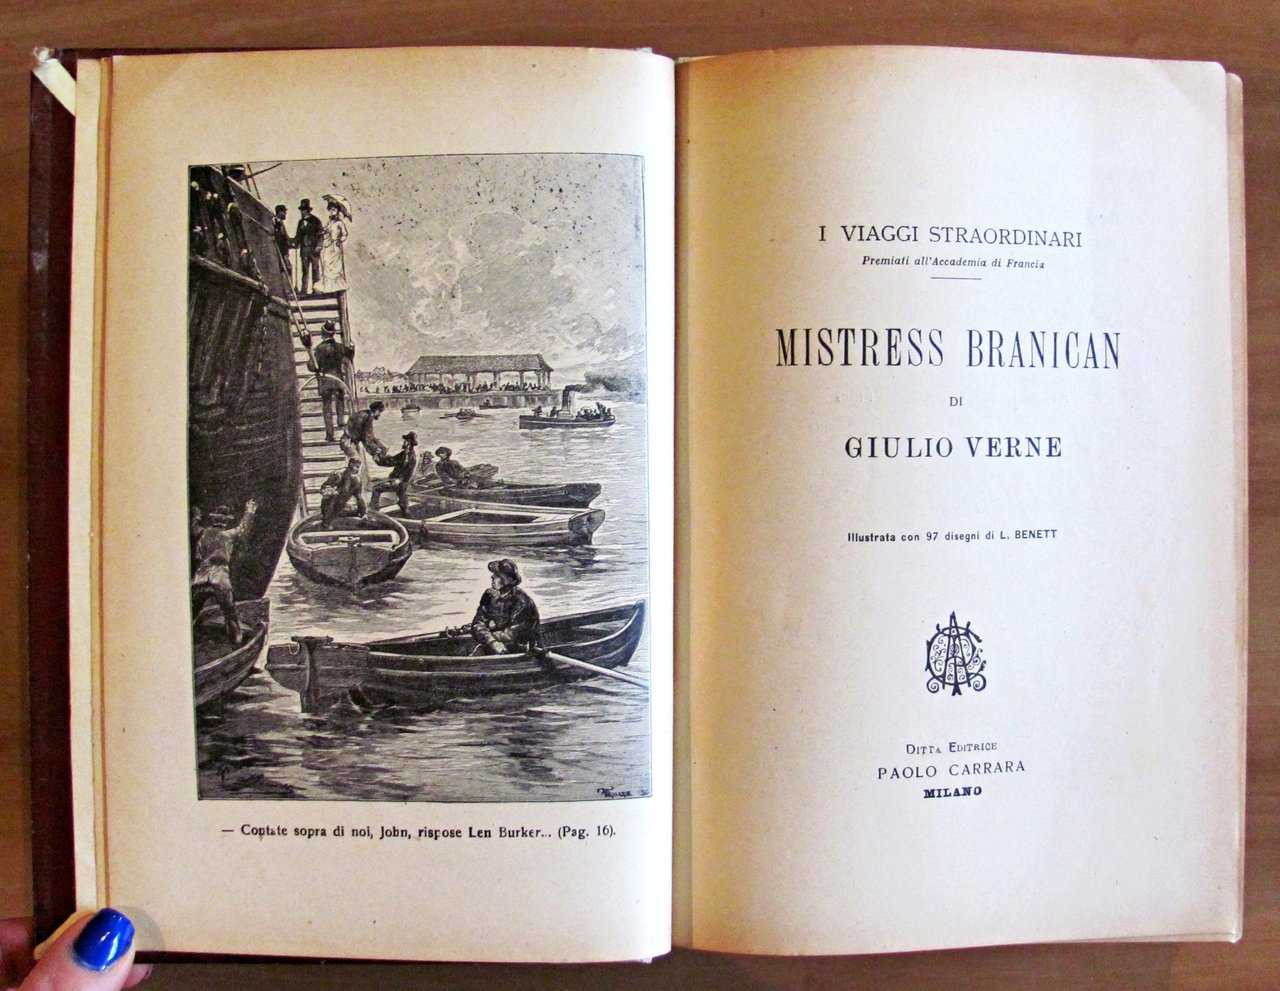 — Contate sopra di noi, John, rispose Len Burker... (Pag. 16).
I VIAGGI STRAORDINARI
Premiati all'Accademia di Francia
MISTRESS BRANICAN
DI
GIULIO VERNE
Illustrata con 97 disegni di L. BENETT
DITTA EDITRICE
PAOLO CARRARA
MILANO